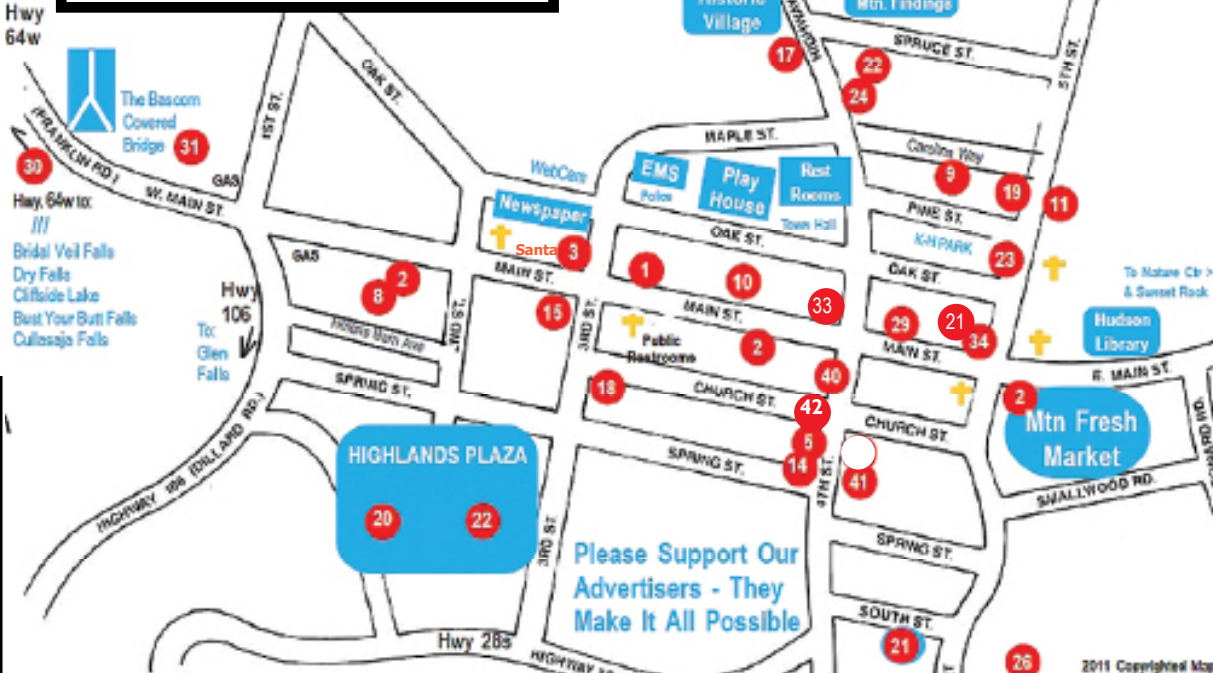 Hwy
64w
Historic
Village
Mtn. Findings
HIGHWAY
17
SPRUCE ST.
5TH ST.
22
24
OAK ST.
1ST ST.
The Bascom
Covered
Bridge
31
(FRANKLIN RD.)
30
GAS
W. MAIN ST.
MAPLE ST.
Carolina Way
WebCam
EMS
Police
Play
House
Rest
Rooms
Town Hall
9
19
11
PINE ST.
K-H PARK
23
Hwy. 64w to:
///
Bridal Veil Falls
Dry Falls
Cliffside Lake
Bust Your Butt Falls
Cullasaja Falls
Newspaper
Santa
3
OAK ST.
OAK ST.
To Nature Ctr >
& Sunset Rock
GAS
2
8
MAIN ST.
1
10
33
29
21
34
Hwy
106
To:
Glen
Falls
2ND ST.
15
3RD ST.
MAIN ST.
Public
Restrooms
2
MAIN ST.
Hudson
Library
E. MAIN ST.
SPRING ST.
18
CHURCH ST.
40
42
5
14
4TH ST.
41
CHURCH ST.
2
Mtn Fresh
Market
SMALLWOOD RD.
HIGHLANDS PLAZA
20
22
SPRING ST.
HIGHWAY 106 (DILLARD RD.)
3RD ST.
SPRING ST.
Please Support Our
Advertisers - They
Make It All Possible
SOUTH ST.
21
Hwy 28s
26
2011 Copyrighted Map